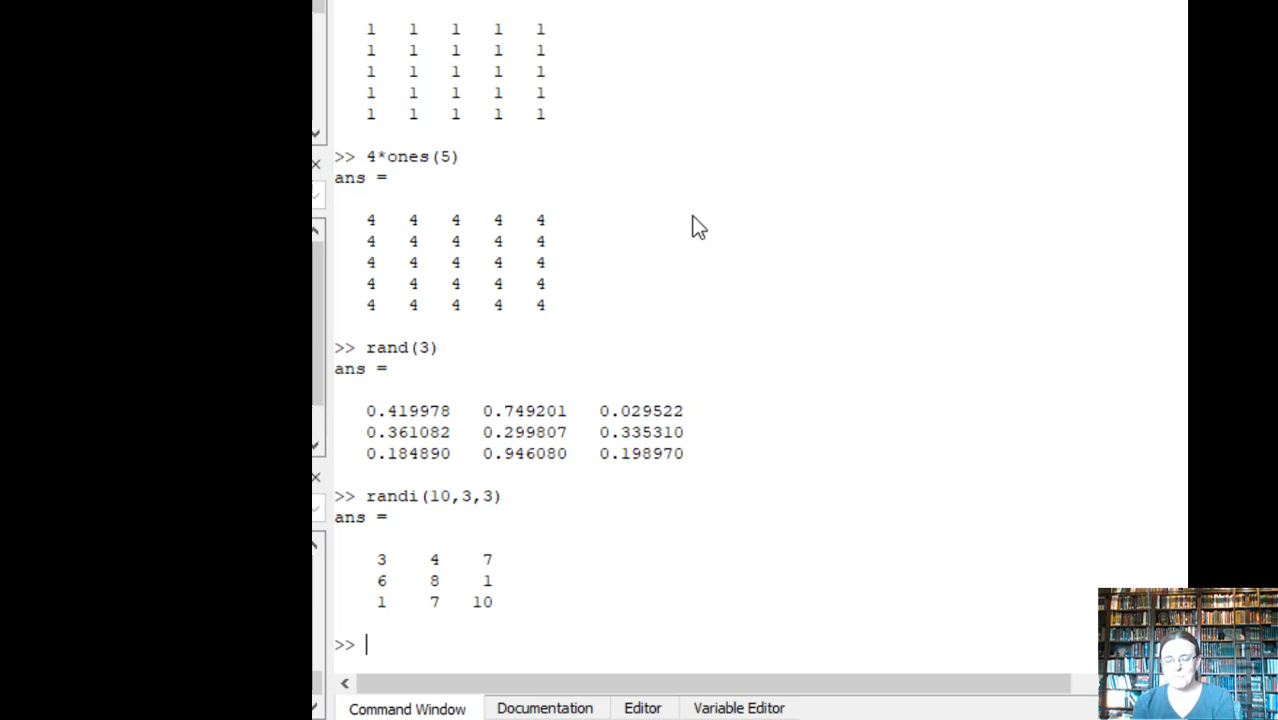 1 1 1 1 1
1 1 1 1 1
1 1 1 1 1
1 1 1 1 1
1 1 1 1 1
>> 4*ones(5)
ans =
4 4 4 4 4
4 4 4 4 4
4 4 4 4 4
4 4 4 4 4
4 4 4 4 4
>> rand(3)
ans =
0.419978 0.749201 0.029522
0.361082 0.299807 0.335310
0.184890 0.946080 0.198970
>> randi(10,3,3)
ans =
3 4 7
6 8 1
1 7 10
>>
Command Window Documentation Editor Variable Editor